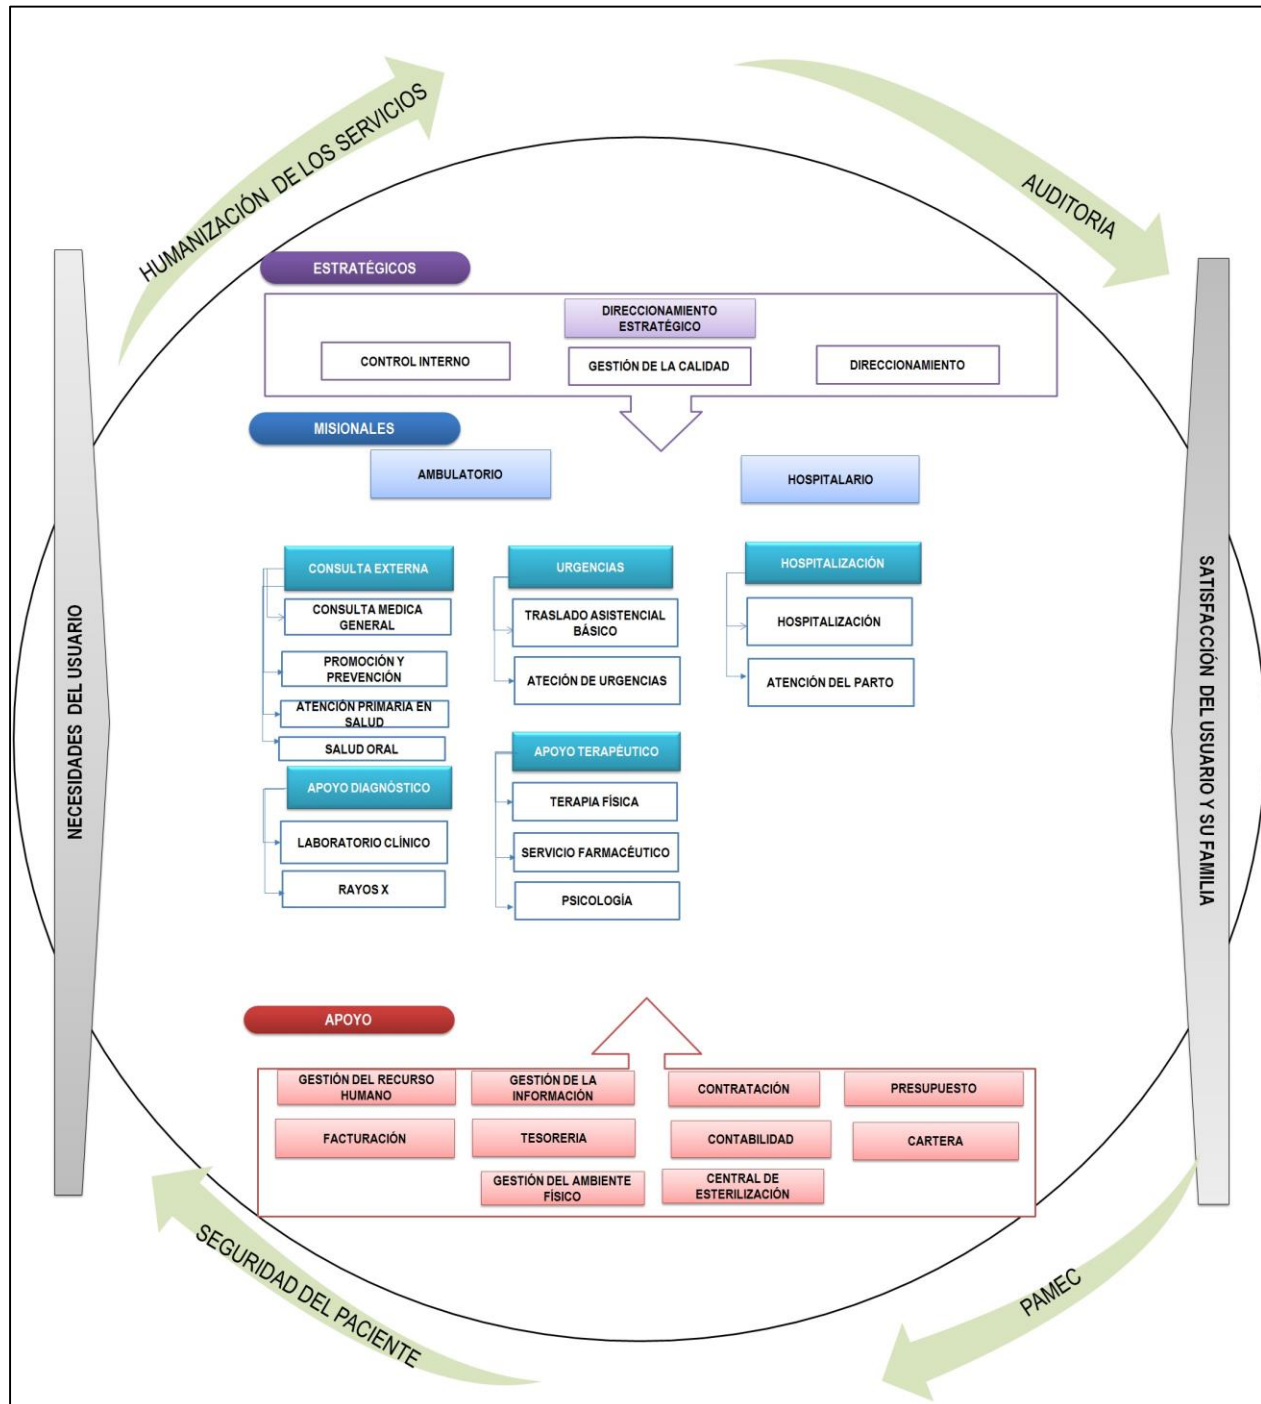 HUMANIZACIÓN DE LOS SERVICIOS
AUDITORIA
NECESIDADES DEL USUARIO
SATISFACCIÓN DEL USUARIO Y SU FAMILIA
ESTRATÉGICOS
DIRECCIONAMIENTO
ESTRATÉGICO
CONTROL INTERNO
GESTIÓN DE LA CALIDAD
DIRECCIONAMIENTO
MISIONALES
AMBULATORIO
HOSPITALARIO
CONSULTA EXTERNA
CONSULTA MEDICA
GENERAL
PROMOCIÓN Y
PREVENCIÓN
ATENCIÓN PRIMARIA EN
SALUD
SALUD ORAL
APOYO DIAGNÓSTICO
LABORATORIO CLÍNICO
RAYOS X
URGENCIAS
TRASLADO ASISTENCIAL
BÁSICO
ATECIÓN DE URGENCIAS
APOYO TERAPÉUTICO
TERAPIA FÍSICA
SERVICIO FARMACÉUTICO
PSICOLOGÍA
HOSPITALIZACIÓN
HOSPITALIZACIÓN
ATENCIÓN DEL PARTO
APOYO
GESTIÓN DEL RECURSO
HUMANO
GESTIÓN DE LA
INFORMACIÓN
CONTRATACIÓN
PRESUPUESTO
FACTURACIÓN
TESORERIA
CONTABILIDAD
CARTERA
GESTIÓN DEL AMBIENTE
FÍSICO
CENTRAL DE
ESTERILIZACIÓN
SEGURIDAD DEL PACIENTE
PAMEC